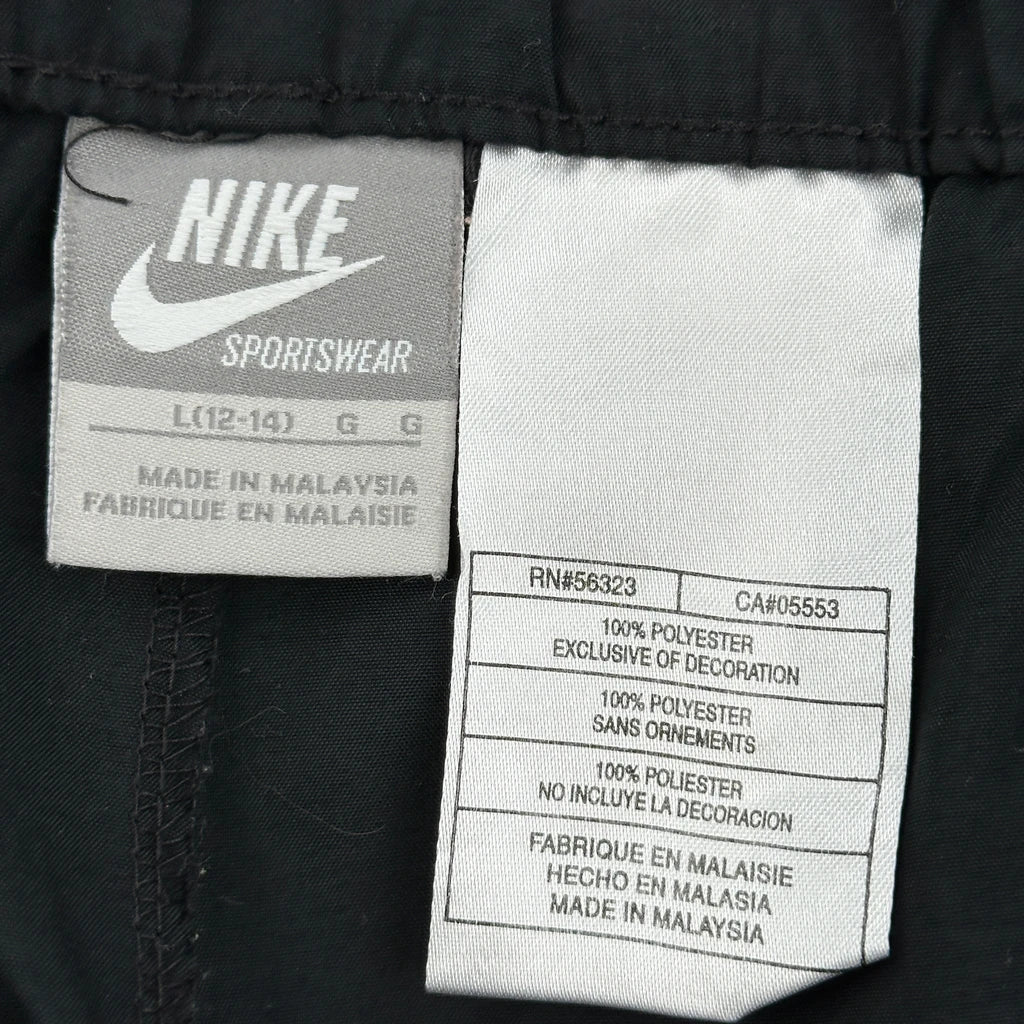 NIKE
SPORTSWEAR
L(12-14) G G
MADE IN MALAYSIA
FABRIQUE EN MALAISIE
RN#56323 CA#05553
100% POLYESTER
EXCLUSIVE OF DECORATION
100% POLYESTER
SANS ORNEMENTS
100% POLIESTER
NO INCLUYE LA DECORACION
FABRIQUE EN MALAISIE
HECHO EN MALASIA
MADE IN MALAYSIA